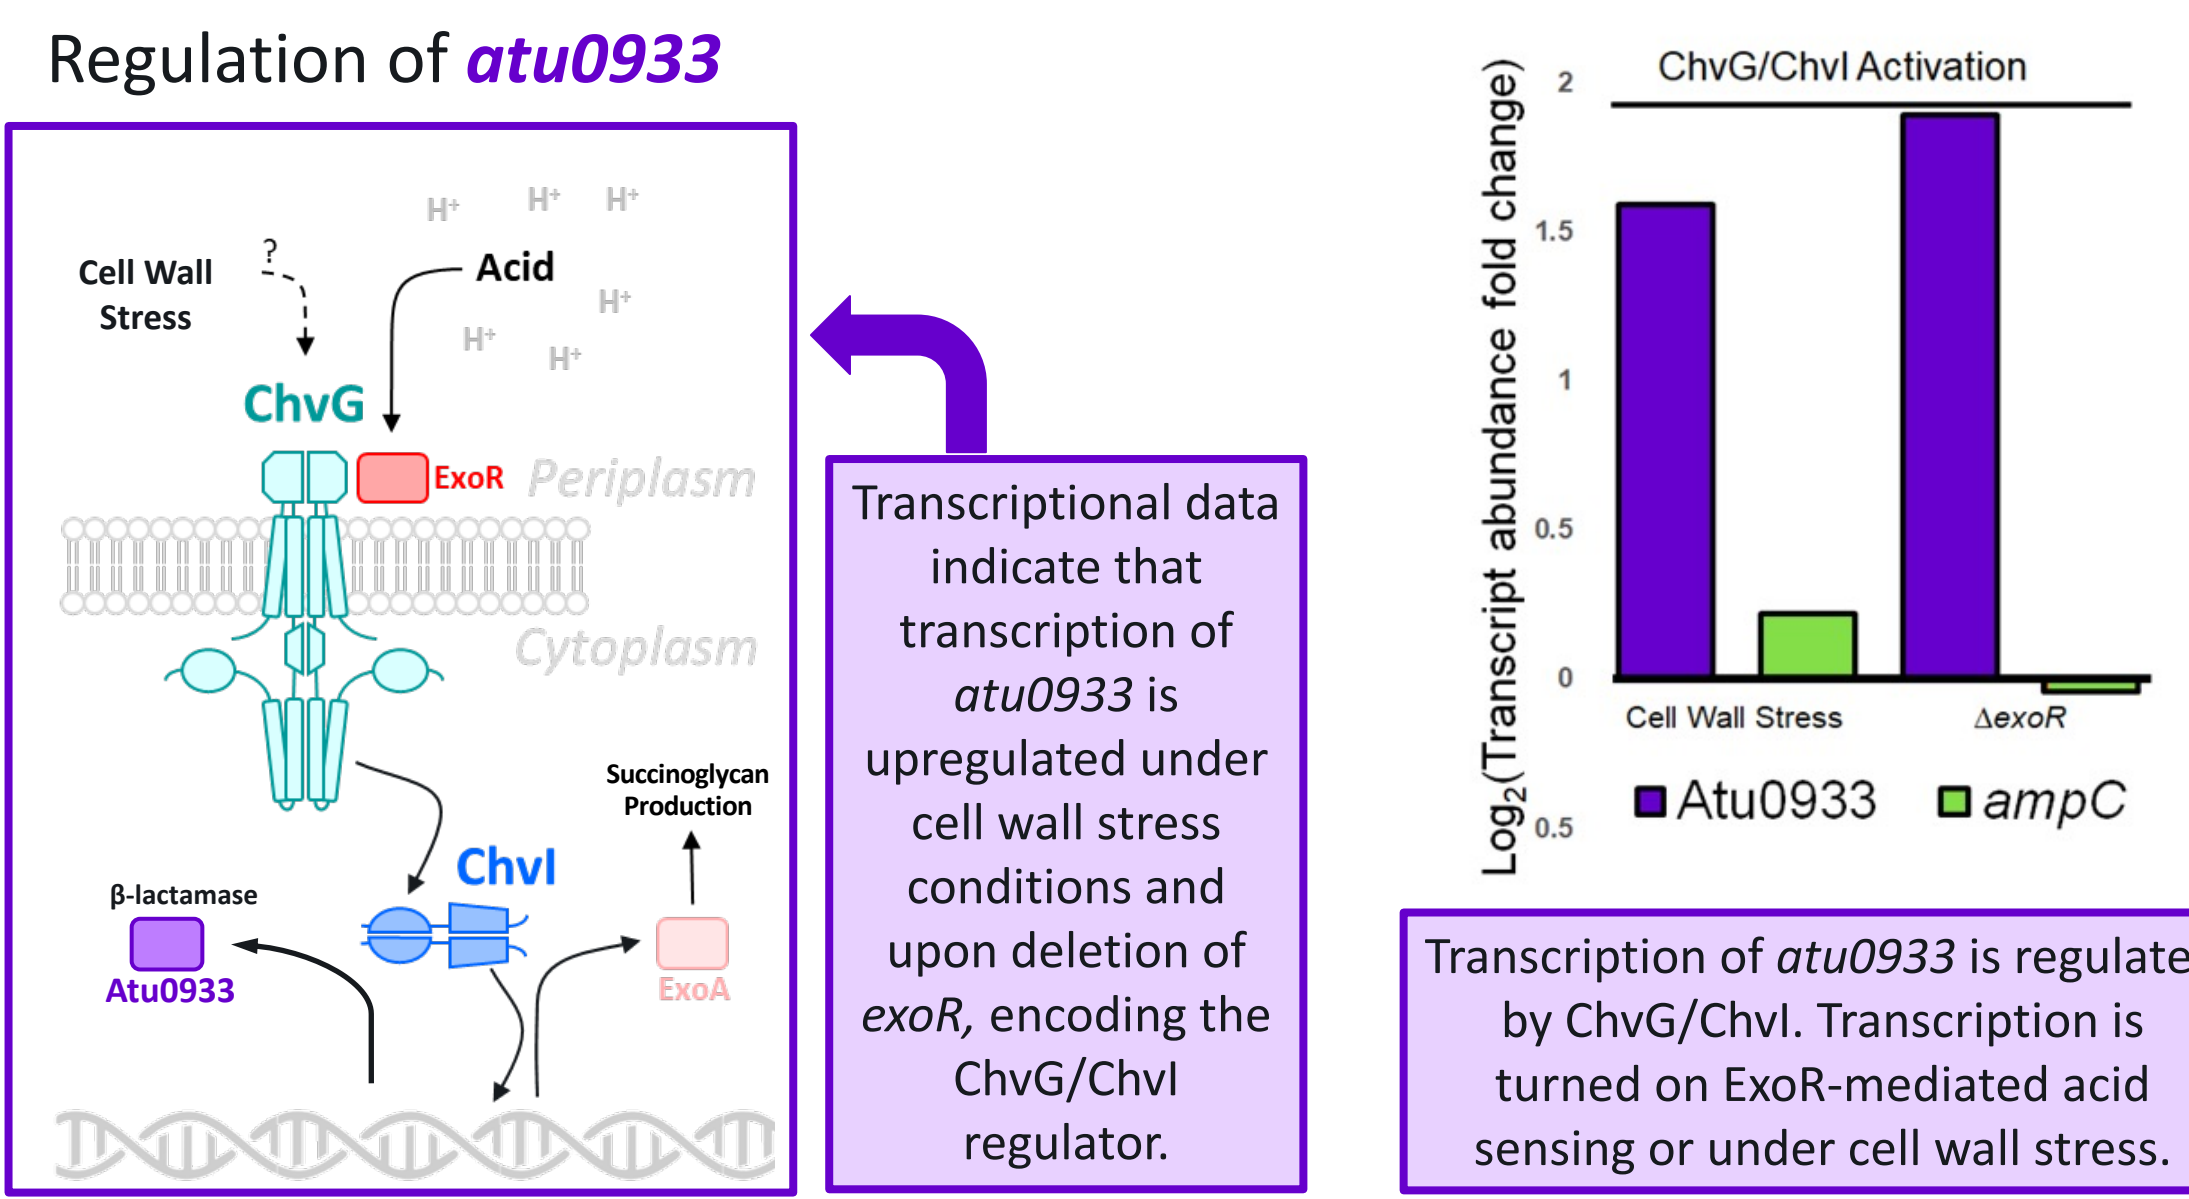 Regulation of atu0933
H⁺ H⁺ H⁺
Cell Wall
Stress
?
Acid
H⁺
H⁺
H⁺
ChvG
ExoR
Periplasm
Cytoplasm
Succinoglycan
Production
ChvI
β-lactamase
Atu0933
ExoA
Transcriptional data
indicate that
transcription of
atu0933 is
upregulated under
cell wall stress
conditions and
upon deletion of
exoR, encoding the
ChvG/ChvI
regulator.
ChvG/ChvI Activation
Log₂(Transcript abundance fold change)
2
1.5
1
0.5
0
0.5
Cell Wall Stress
ΔexoR
Atu0933
ampC
Transcription of atu0933 is regulate
by ChvG/ChvI. Transcription is
turned on ExoR-mediated acid
sensing or under cell wall stress.